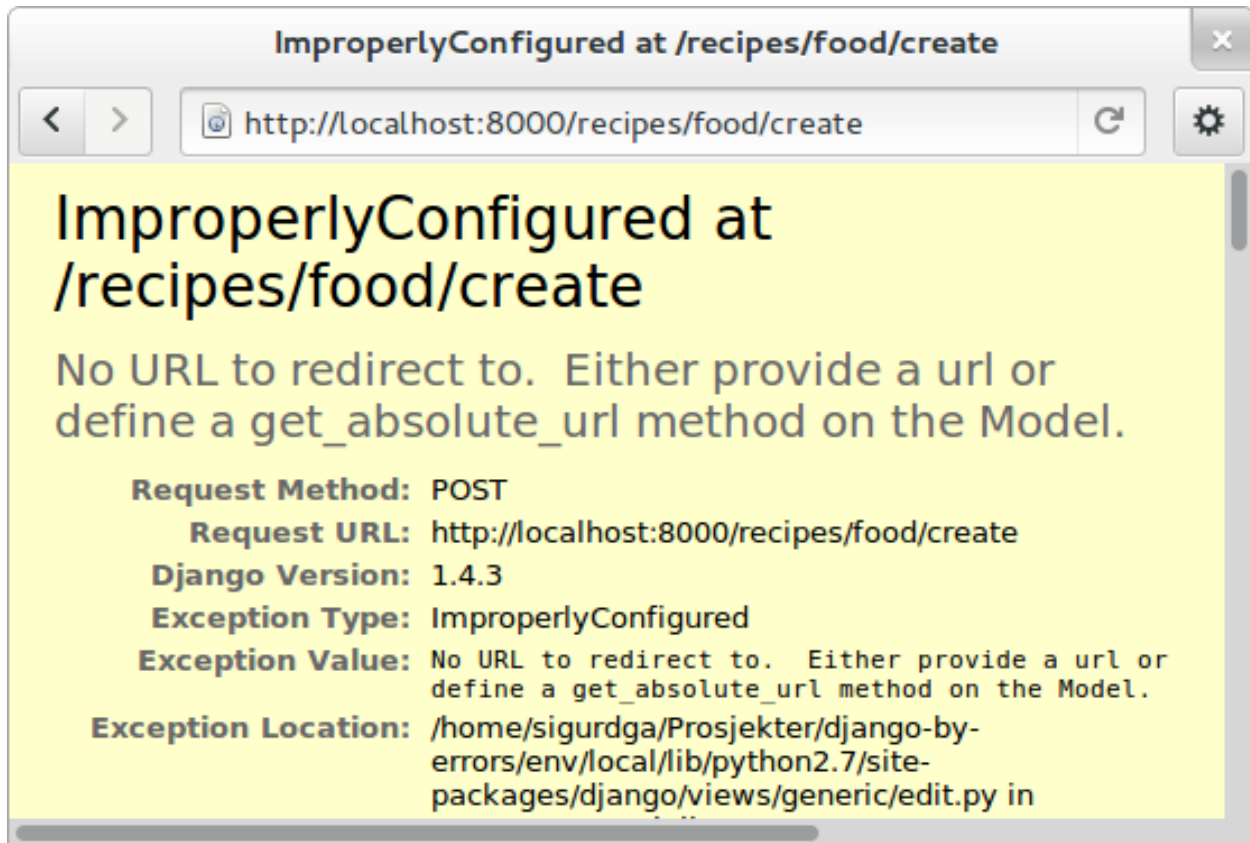 ImproperlyConfigured at /recipes/food/create
http://localhost:8000/recipes/food/create
ImproperlyConfigured at
/recipes/food/create
No URL to redirect to.  Either provide a url or
define a get_absolute_url method on the Model.
Request Method: POST
Request URL: http://localhost:8000/recipes/food/create
Django Version: 1.4.3
Exception Type: ImproperlyConfigured
Exception Value: No URL to redirect to.  Either provide a url or
define a get_absolute_url method on the Model.
Exception Location: /home/sigurdga/Prosjekter/django-by-
errors/env/local/lib/python2.7/site-
packages/django/views/generic/edit.py in